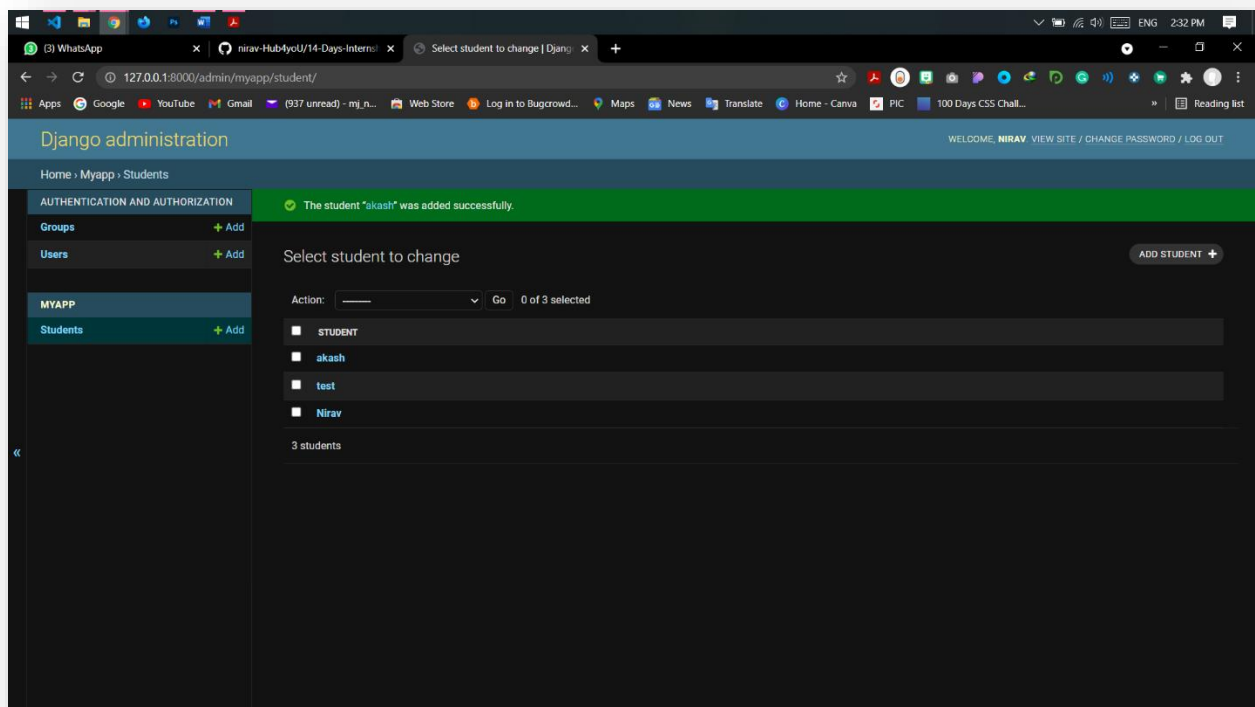 ENG 2:32 PM
(3) WhatsApp
nirav-Hub4yoU/14-Days-Interns
Select student to change | Djang
127.0.0.1:8000/admin/myapp/student/
Apps Google YouTube Gmail (937 unread) - mj_n... Web Store Log in to Bugcrowd... Maps News Translate Home - Canva PIC 100 Days CSS Chall... » Reading list
Django administration
WELCOME, NIRAV. VIEW SITE / CHANGE PASSWORD / LOG OUT
Home › Myapp › Students
AUTHENTICATION AND AUTHORIZATION
Groups + Add
Users + Add
MYAPP
Students + Add
«
The student “akash” was added successfully.
Select student to change
ADD STUDENT +
Action: --------- Go 0 of 3 selected
STUDENT
akash
test
Nirav
3 students